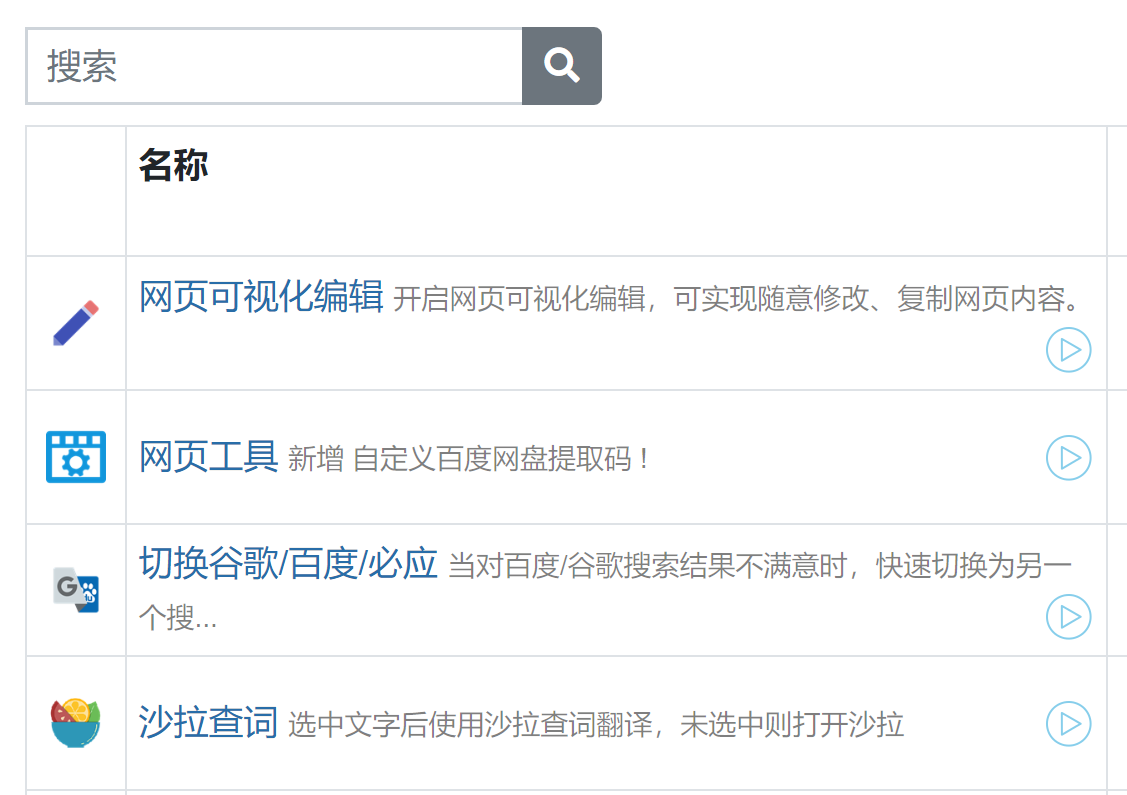 搜索
名称
网页可视化编辑 开启网页可视化编辑，可实现随意修改、复制网页内容。
网页工具 新增 自定义百度网盘提取码！
切换谷歌/百度/必应 当对百度/谷歌搜索结果不满意时，快速切换为另一
个搜...
沙拉查词 选中文字后使用沙拉查词翻译，未选中则打开沙拉